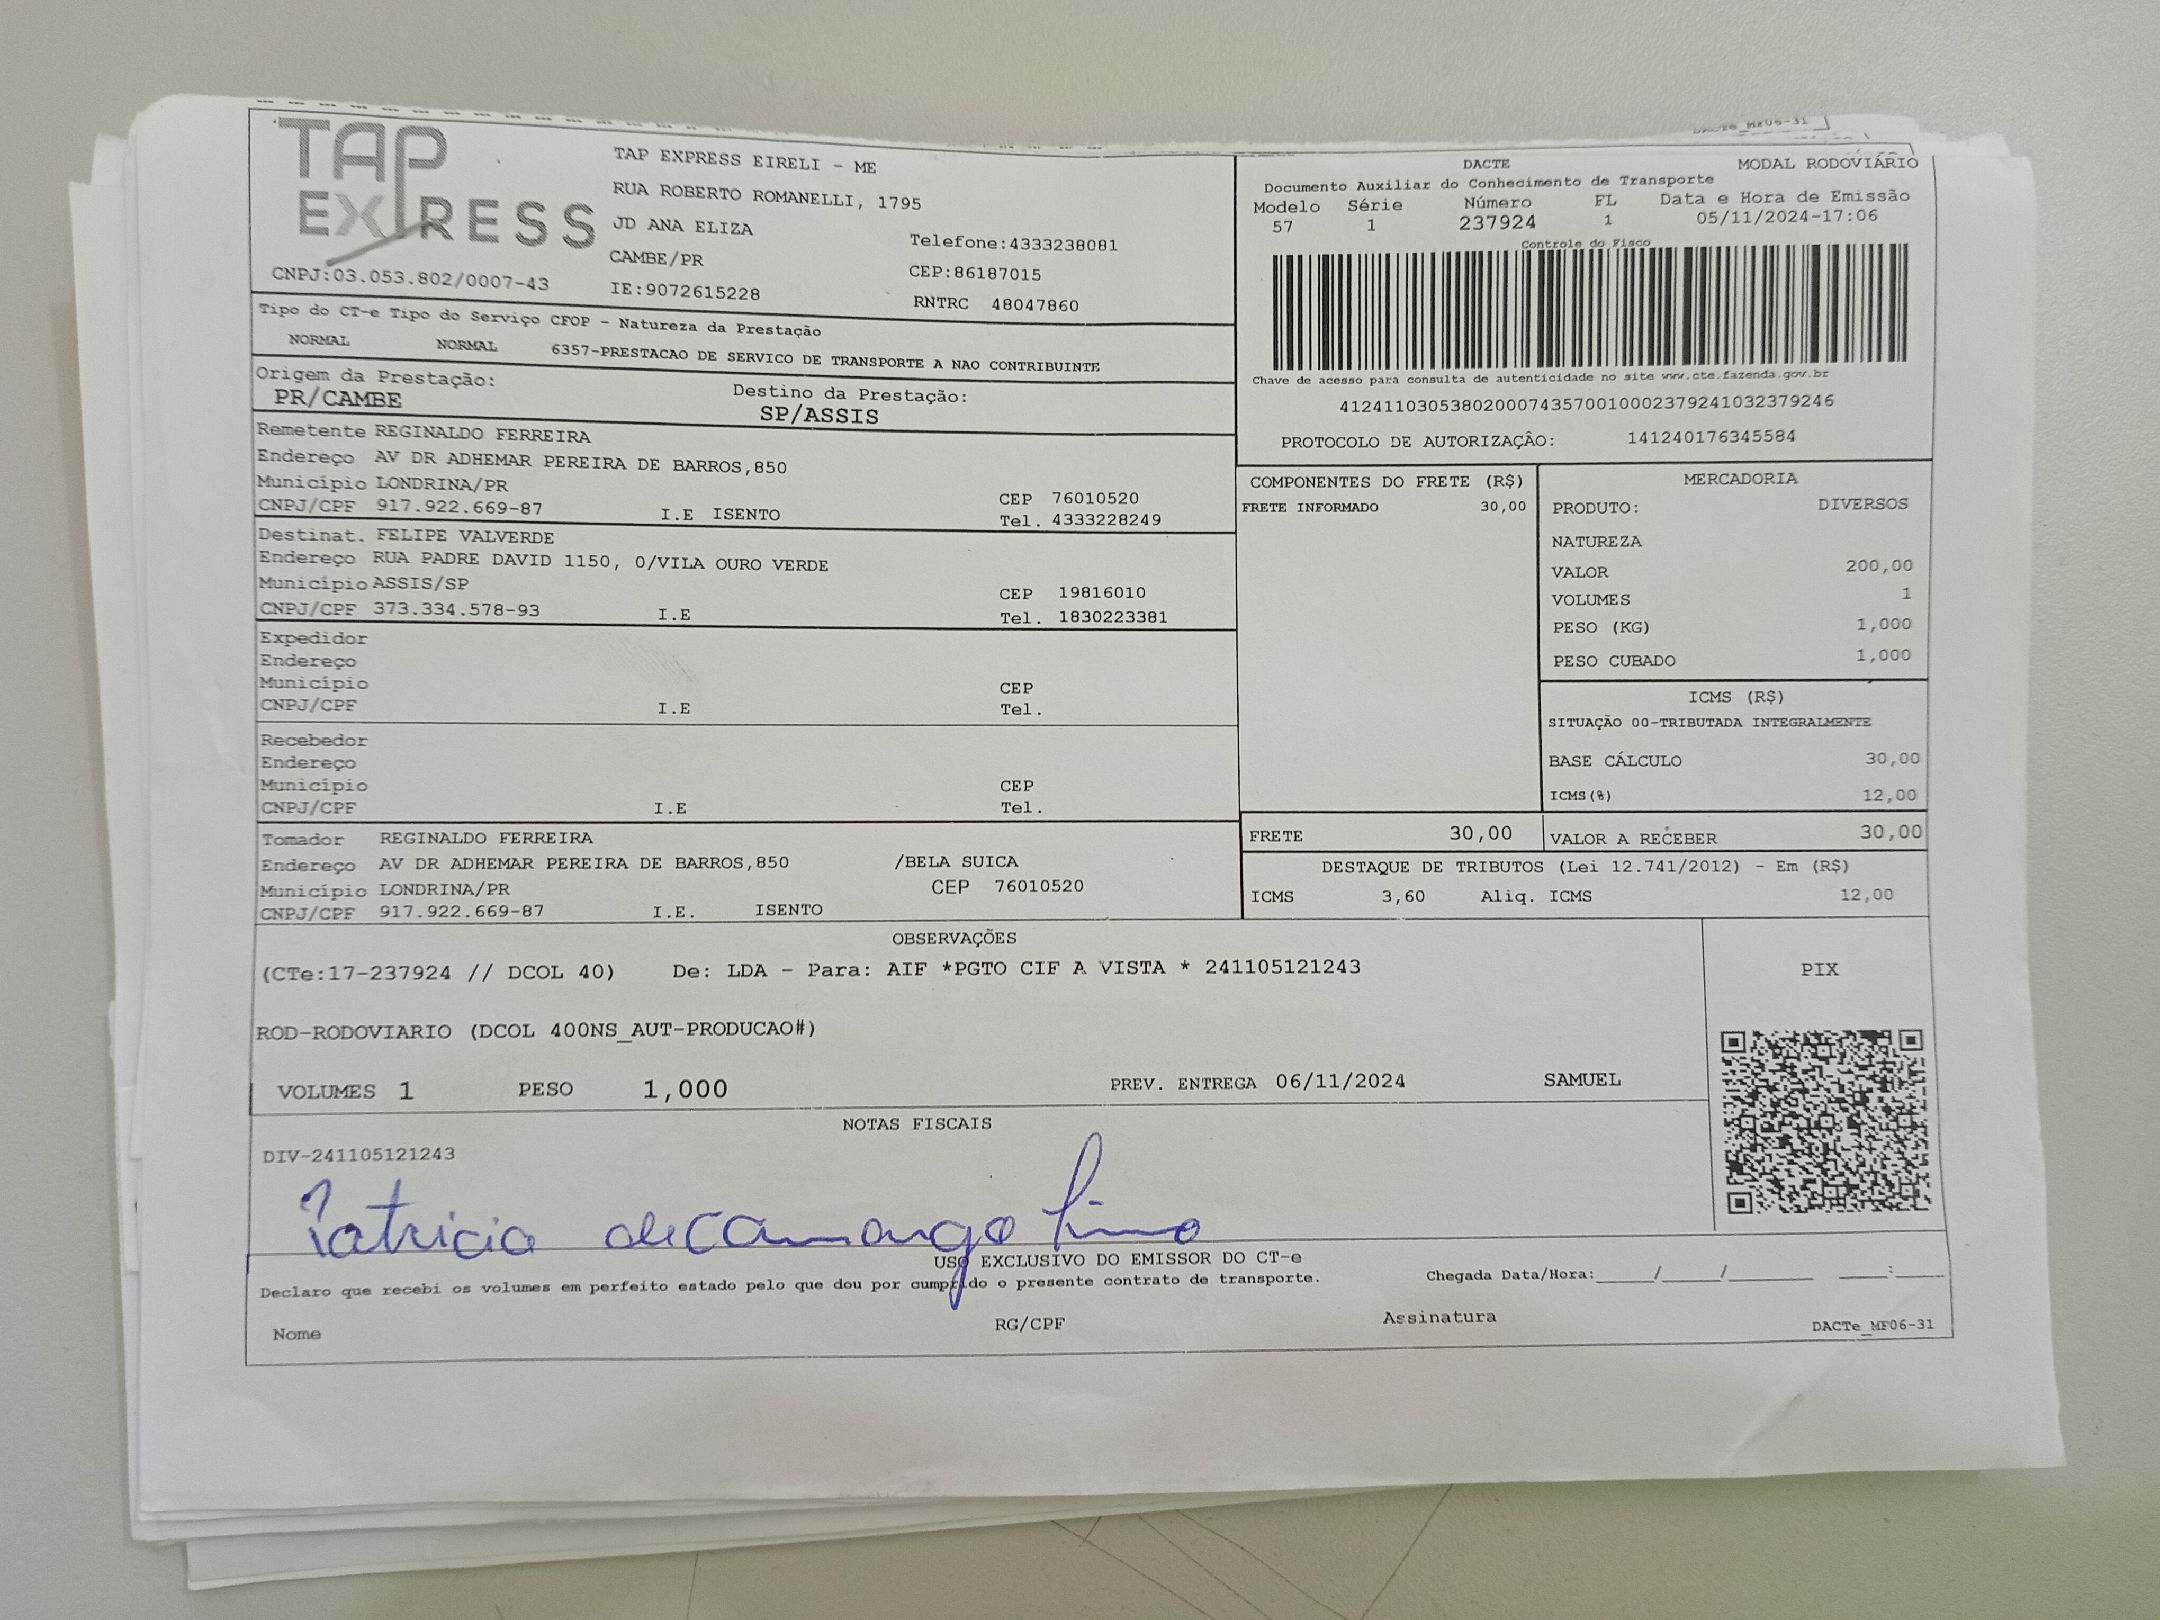 DACTe_MF06-31
TAP
EXPRESS
CNPJ:03.053.802/0007-43
TAP EXPRESS EIRELI - ME
RUA ROBERTO ROMANELLI, 1795
JD ANA ELIZA
CAMBE/PR
IE:9072615228
Telefone:4333238081
CEP:86187015
RNTRC 48047860
DACTE MODAL RODOVIÁRIO
Documento Auxiliar do Conhecimento de Transporte
Modelo Série Número FL Data e Hora de Emissão
57 1 237924 1 05/11/2024-17:06
Controle do Fisco
Chave de acesso para consulta de autenticidade no site www.cte.fazenda.gov.br
41241103053802000743570010002379241032379246
PROTOCOLO DE AUTORIZAÇÃO: 141240176345584
Tipo do CT-e Tipo do Serviço CFOP - Natureza da Prestação
NORMAL NORMAL 6357-PRESTACAO DE SERVICO DE TRANSPORTE A NAO CONTRIBUINTE
Origem da Prestação: Destino da Prestação:
PR/CAMBE SP/ASSIS
Remetente REGINALDO FERREIRA
Endereço AV DR ADHEMAR PEREIRA DE BARROS,850
Município LONDRINA/PR CEP 76010520
CNPJ/CPF 917.922.669-87 I.E ISENTO Tel. 4333228249
Destinat. FELIPE VALVERDE
Endereço RUA PADRE DAVID 1150, 0/VILA OURO VERDE
Município ASSIS/SP CEP 19816010
CNPJ/CPF 373.334.578-93 I.E Tel. 1830223381
Expedidor
Endereço
Município CEP
CNPJ/CPF I.E Tel.
Recebedor
Endereço
Município CEP
CNPJ/CPF I.E Tel.
Tomador REGINALDO FERREIRA
Endereço AV DR ADHEMAR PEREIRA DE BARROS,850 /BELA SUICA
Município LONDRINA/PR CEP 76010520
CNPJ/CPF 917.922.669-87 I.E. ISENTO
COMPONENTES DO FRETE (R$)
FRETE INFORMADO 30,00
MERCADORIA
PRODUTO: DIVERSOS
NATUREZA
VALOR 200,00
VOLUMES 1
PESO (KG) 1,000
PESO CUBADO 1,000
ICMS (R$)
SITUAÇÃO 00-TRIBUTADA INTEGRALMENTE
BASE CÁLCULO 30,00
ICMS(%) 12,00
FRETE 30,00 VALOR A RECEBER 30,00
DESTAQUE DE TRIBUTOS (Lei 12.741/2012) - Em (R$)
ICMS 3,60 Aliq. ICMS 12,00
OBSERVAÇÕES
(CTe:17-237924 // DCOL 40) De: LDA - Para: AIF *PGTO CIF A VISTA * 241105121243
ROD-RODOVIARIO (DCOL 400NS_AUT-PRODUCAO#)
VOLUMES 1 PESO 1,000 PREV. ENTREGA 06/11/2024 SAMUEL
PIX
NOTAS FISCAIS
DIV-241105121243
Patricia de Camargo Lima
USO EXCLUSIVO DO EMISSOR DO CT-e
Declaro que recebi os volumes em perfeito estado pelo que dou por cumprido o presente contrato de transporte. Chegada Data/Hora:____/____/________ ____:____
Nome RG/CPF Assinatura DACTe_MF06-31